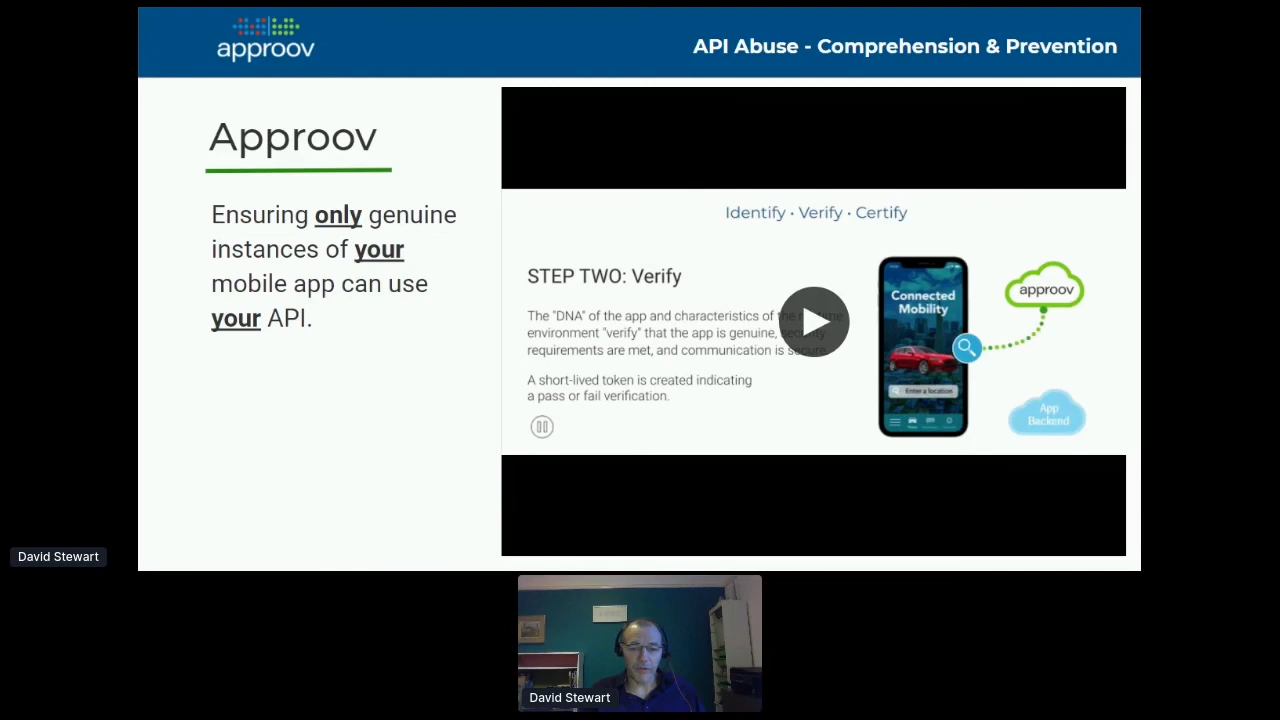 approov
API Abuse - Comprehension & Prevention
Approov
Ensuring only genuine
instances of your
mobile app can use
your API.
Identify · Verify · Certify
STEP TWO: Verify
The "DNA" of the app and characteristics of the runtime
environment "verify" that the app is genuine, security
requirements are met, and communication is secure.
A short-lived token is created indicating
a pass or fail verification.
Connected
Mobility
Enter a location
approov
App
Backend
David Stewart
David Stewart